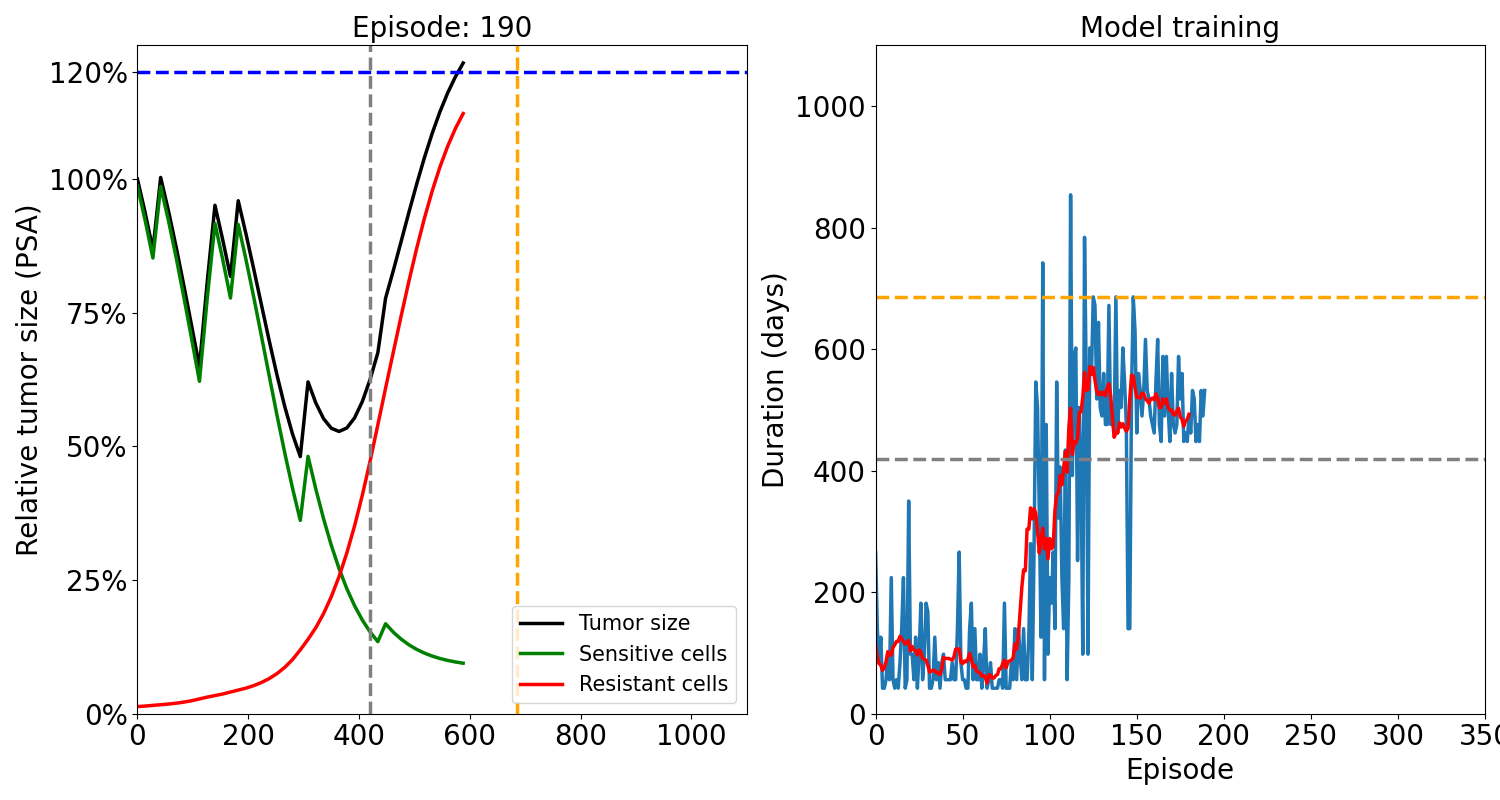 Episode: 190
Relative tumor size (PSA)
120%
100%
75%
50%
25%
0%
0 200 400 600 800 1000
Tumor size
Sensitive cells
Resistant cells
Model training
Duration (days)
1000
800
600
400
200
0
0 50 100 150 200 250 300 350
Episode